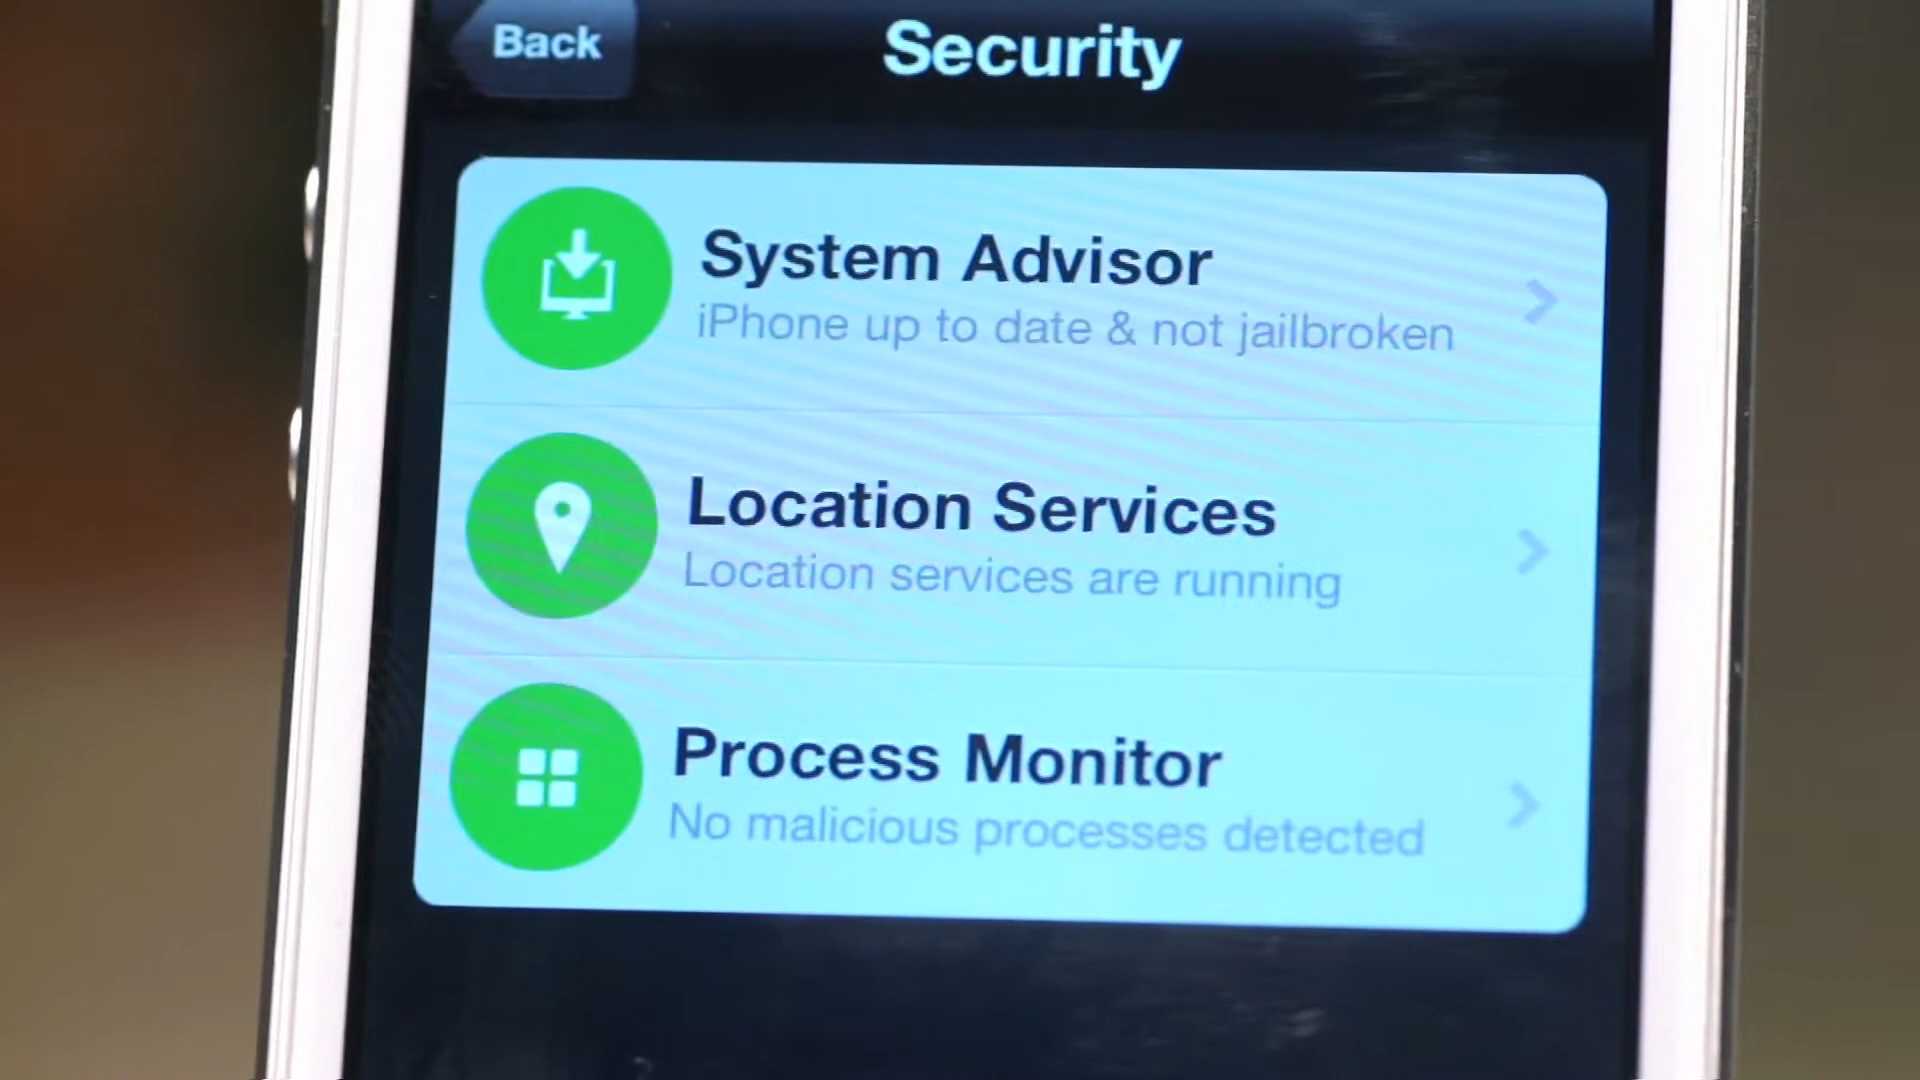 Back
Security
System Advisor
iPhone up to date & not jailbroken
Location Services
Location services are running
Process Monitor
No malicious processes detected